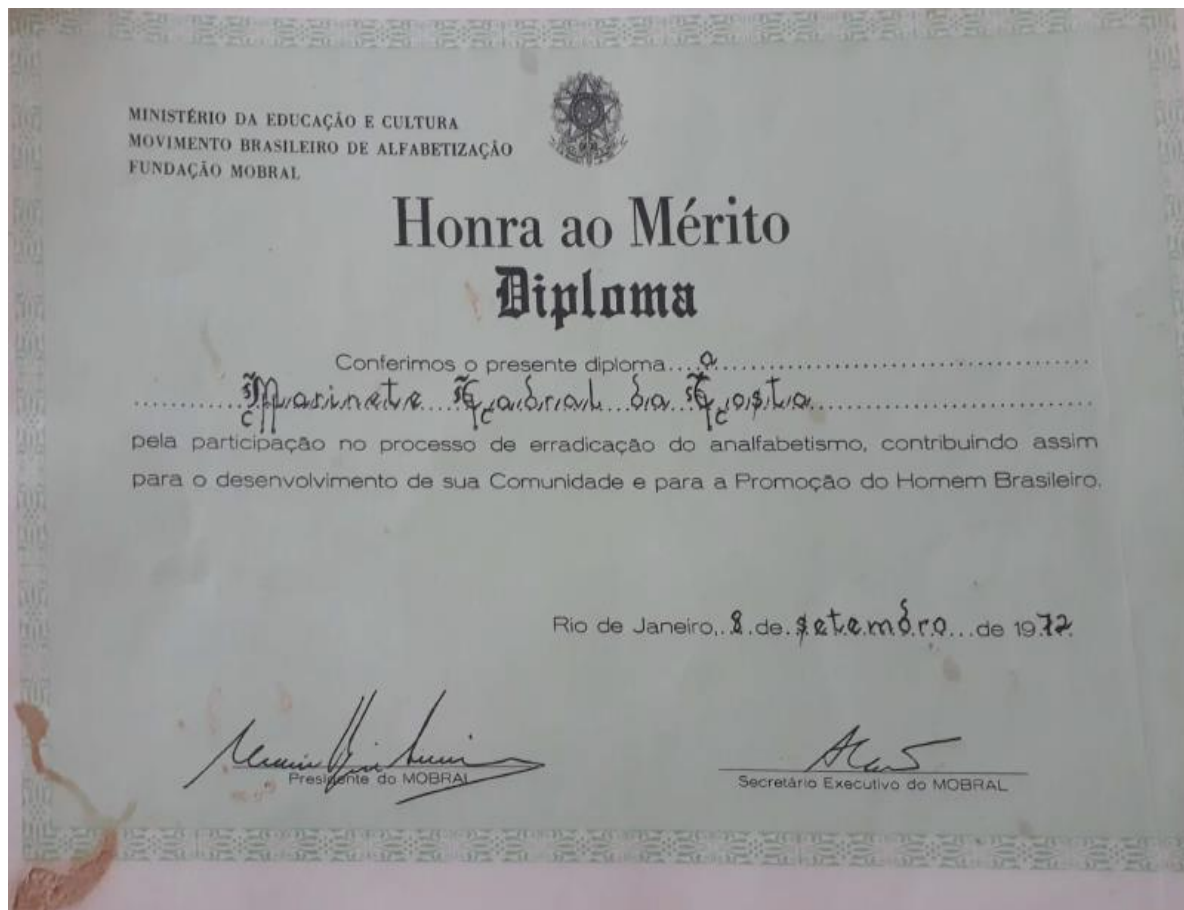 MINISTÉRIO DA EDUCAÇÃO E CULTURA
MOVIMENTO BRASILEIRO DE ALFABETIZAÇÃO
FUNDAÇÃO MOBRAL
Honra ao Mérito
Diploma
Conferimos o presente diploma....a
Marinete Cabral da Costa
pela participação no processo de erradicação do analfabetismo, contribuindo assim
para o desenvolvimento de sua Comunidade e para a Promoção do Homem Brasileiro.
Rio de Janeiro,.8.de.setembro...de 1972.
Presidente do MOBRAL
Secretário Executivo do MOBRAL